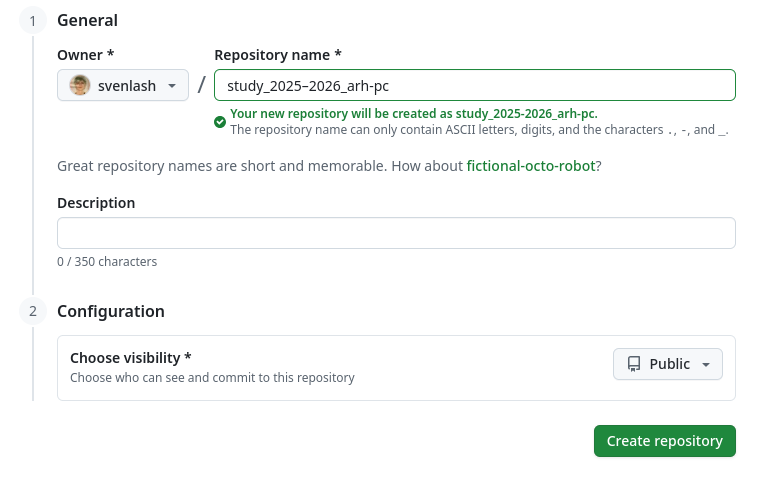 1 General
Owner * Repository name *
svenlash / study_2025–2026_arh-pc
Your new repository will be created as study_2025-2026_arh-pc.
The repository name can only contain ASCII letters, digits, and the characters ., -, and _.
Great repository names are short and memorable. How about fictional-octo-robot?
Description
0 / 350 characters
2 Configuration
Choose visibility *
Public
Choose who can see and commit to this repository
Create repository